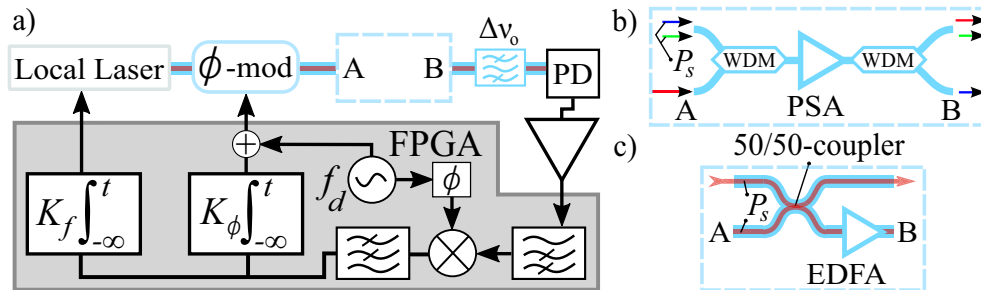 a)
Local Laser
ϕ-mod
A
B
Δν₀
PD
FPGA
f_d
ϕ
K_f ∫_{-∞}^{t}
K_ϕ ∫_{-∞}^{t}
b)
P_s
WDM
WDM
A
PSA
B
c)
50/50-coupler
P_s
A
B
EDFA